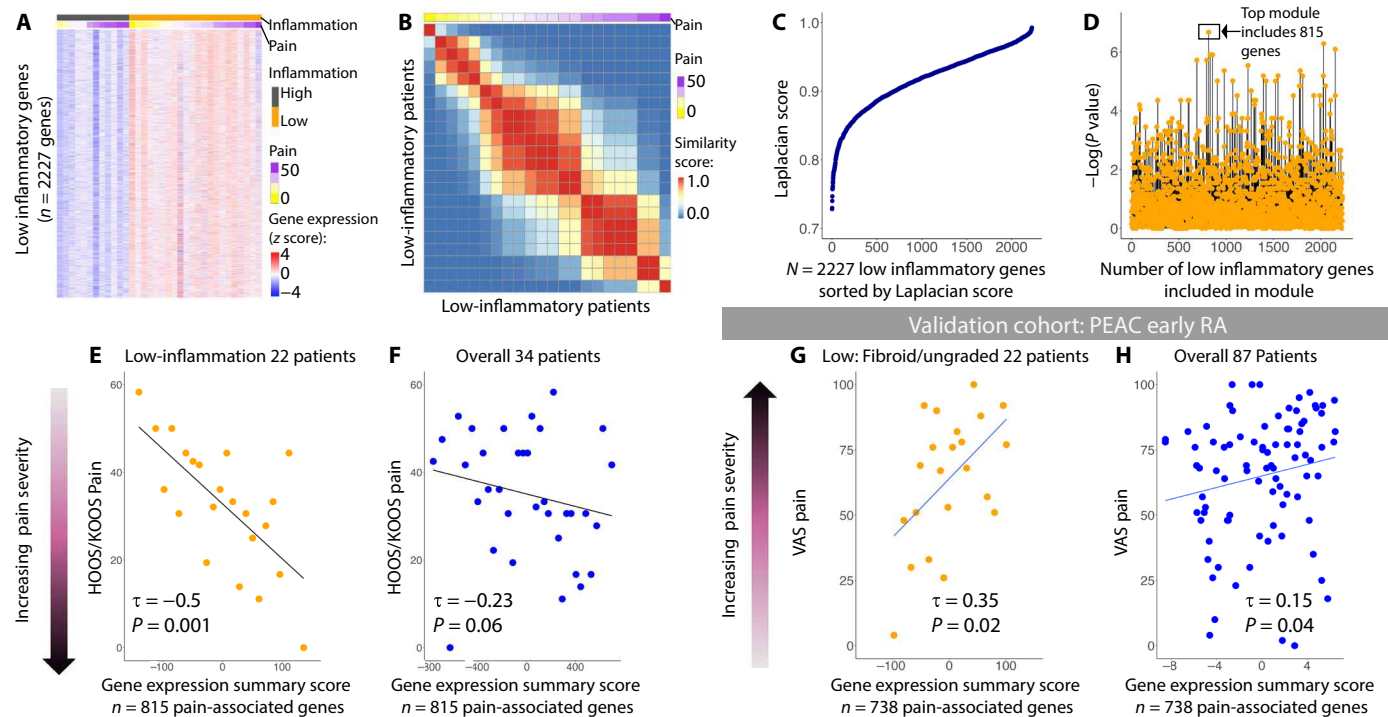 A
Low inflammatory genes
(n = 2227 genes)
Inflammation
Pain
Inflammation
High
Low
Pain
50
0
Gene expression
(z score):
4
0
−4
B
Low-inflammatory patients
Low-inflammatory patients
Pain
Pain
50
0
Similarity
score:
1.0
0.0
C
Laplacian score
1.0
0.9
0.8
0.7
0 500 1000 1500 2000
N = 2227 low inflammatory genes
sorted by Laplacian score
D
Top module
includes 815
genes
−Log(P value)
6
4
2
0
0 500 1000 1500 2000
Number of low inflammatory genes
included in module
Validation cohort: PEAC early RA
E
Low-inflammation 22 patients
Increasing pain severity
HOOS/KOOS Pain
60
40
20
0
τ = −0.5
P = 0.001
−100 0 100
Gene expression summary score
n = 815 pain-associated genes
F
Overall 34 patients
HOOS/KOOS pain
60
40
20
0
τ = −0.23
P = 0.06
−300 −400 0 400
Gene expression summary score
n = 815 pain-associated genes
G
Low: Fibroid/ungraded 22 patients
Increasing pain severity
VAS pain
100
75
50
25
0
τ = 0.35
P = 0.02
−100 0 100
Gene expression summary score
n = 738 pain-associated genes
H
Overall 87 Patients
VAS pain
100
75
50
25
0
τ = 0.15
P = 0.04
−8 −4 0 4
Gene expression summary score
n = 738 pain-associated genes